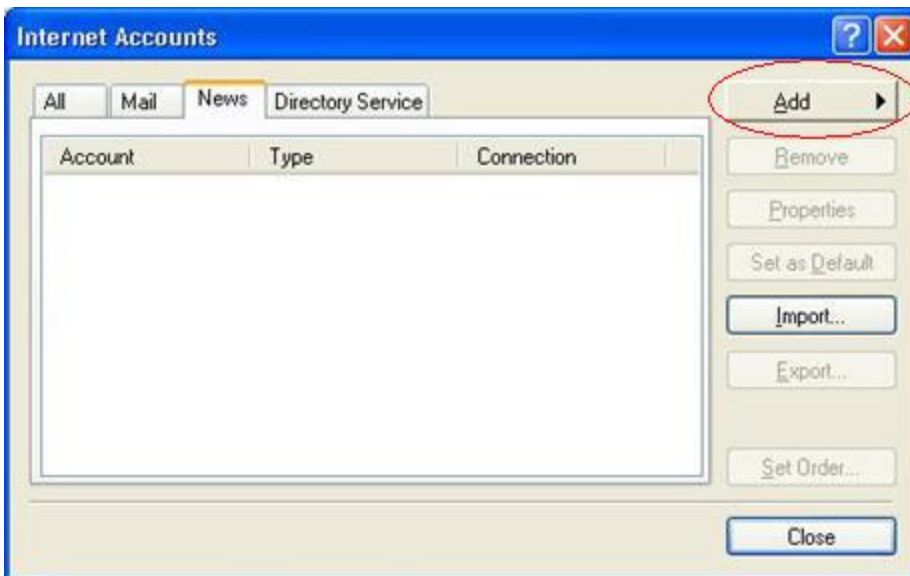 Internet Accounts
All Mail News Directory Service
Add
Account Type Connection
Remove
Properties
Set as Default
Import...
Export...
Set Order...
Close